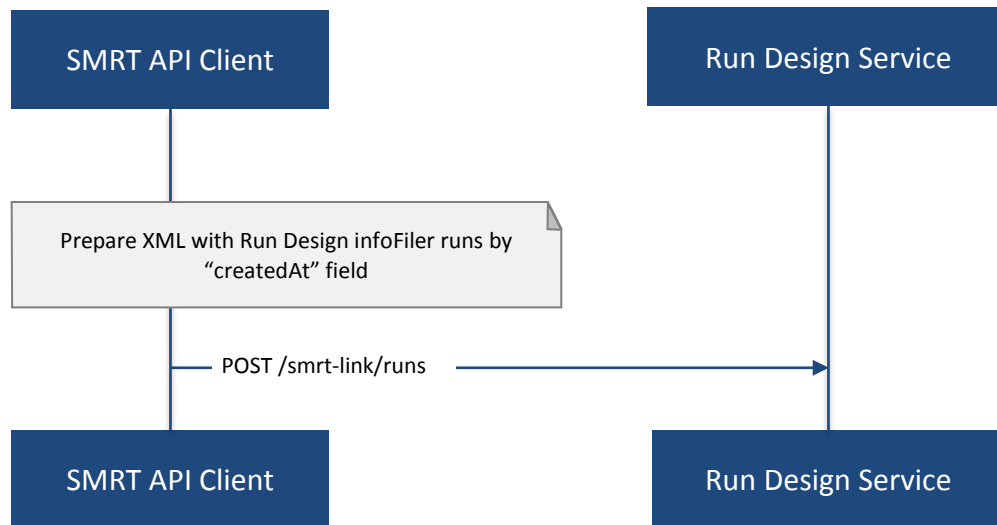 SMRT API Client
Run Design Service
Prepare XML with Run Design infoFiler runs by
“createdAt” field
POST /smrt-link/runs
SMRT API Client
Run Design Service